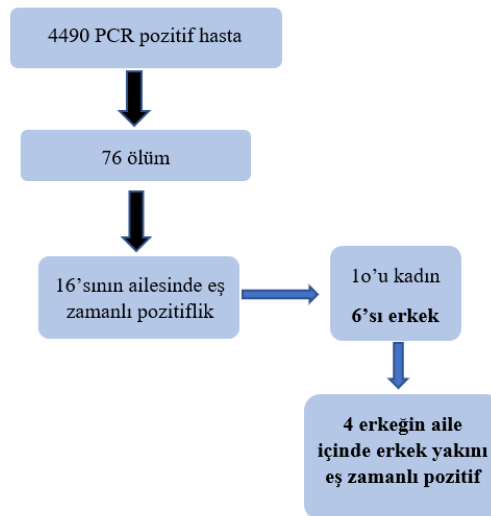 4490 PCR pozitif hasta
76 ölüm
16’sının ailesinde eş
zamanlı pozitiflik
1o’u kadın
6’sı erkek
4 erkeğin aile
içinde erkek yakını
eş zamanlı pozitif